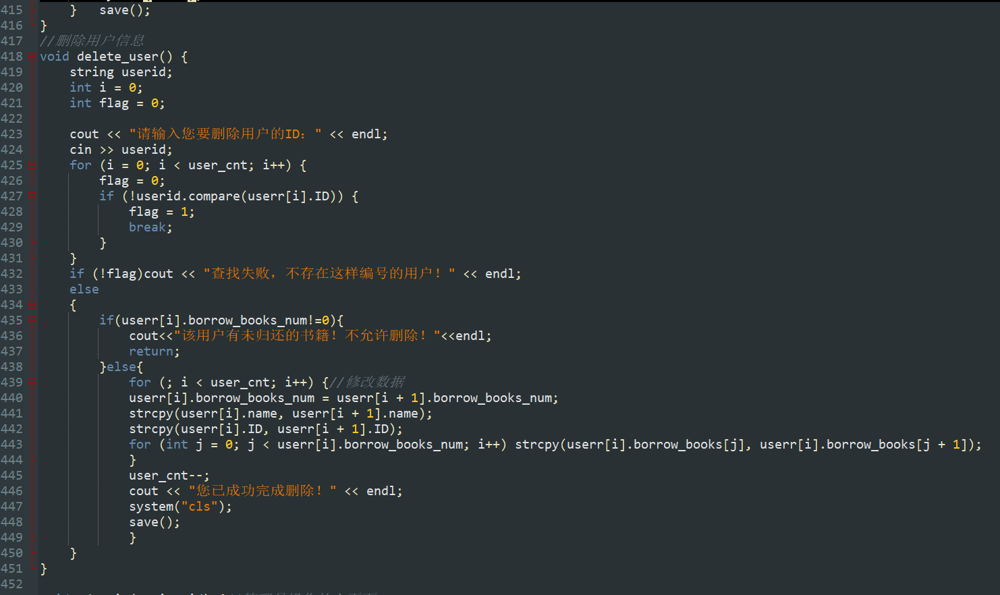 415 } save();
416 }
417 //删除用户信息
418 void delete_user() {
419 string userid;
420 int i = 0;
421 int flag = 0;
422
423 cout << "请输入您要删除用户的ID：" << endl;
424 cin >> userid;
425 for (i = 0; i < user_cnt; i++) {
426 flag = 0;
427 if (!userid.compare(userr[i].ID)) {
428 flag = 1;
429 break;
430 }
431 }
432 if (!flag)cout << "查找失败，不存在这样编号的用户！" << endl;
433 else
434 {
435 if(userr[i].borrow_books_num!=0){
436 cout<<"该用户有未归还的书籍！不允许删除！"<<endl;
437 return;
438 }else{
439 for (; i < user_cnt; i++) {//修改数据
440 userr[i].borrow_books_num = userr[i + 1].borrow_books_num;
441 strcpy(userr[i].name, userr[i + 1].name);
442 strcpy(userr[i].ID, userr[i + 1].ID);
443 for (int j = 0; j < userr[i].borrow_books_num; i++) strcpy(userr[i].borrow_books[j], userr[i].borrow_books[j + 1]);
444 }
445 user_cnt--;
446 cout << "您已成功完成删除！" << endl;
447 system("cls");
448 save();
449 }
450 }
451 }
452